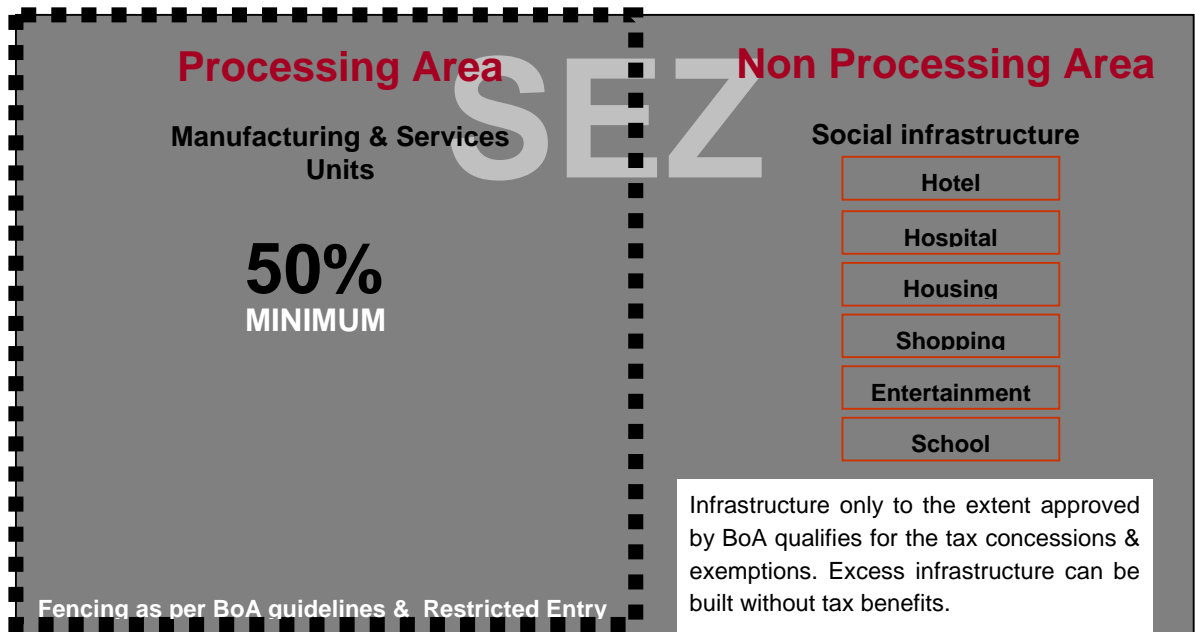 SEZ
Processing Area
Manufacturing & Services
Units
50%
MINIMUM
Fencing as per BoA guidelines & Restricted Entry
Non Processing Area
Social infrastructure
Hotel
Hospital
Housing
Shopping
Entertainment
School
Infrastructure only to the extent approved
by BoA qualifies for the tax concessions &
exemptions. Excess infrastructure can be
built without tax benefits.